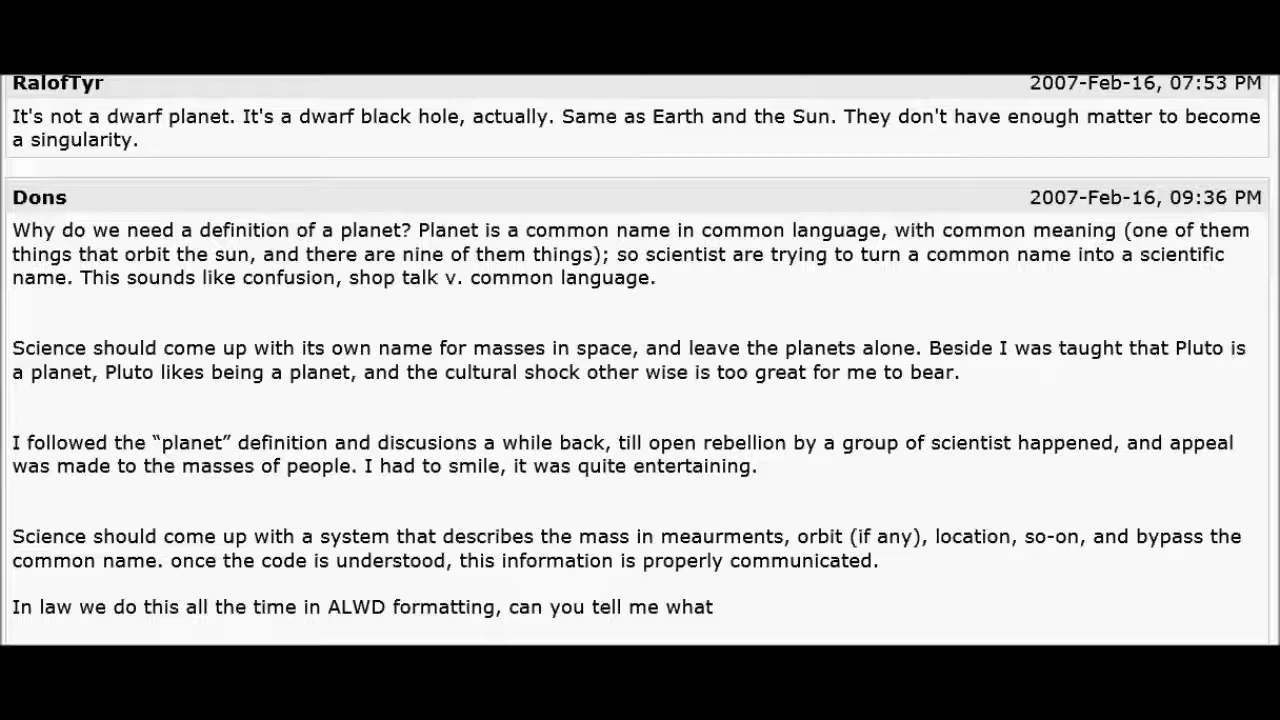 RalofTyr 2007-Feb-16, 07:53 PM
It's not a dwarf planet. It's a dwarf black hole, actually. Same as Earth and the Sun. They don't have enough matter to become
a singularity.
Dons 2007-Feb-16, 09:36 PM
Why do we need a definition of a planet? Planet is a common name in common language, with common meaning (one of them
things that orbit the sun, and there are nine of them things); so scientist are trying to turn a common name into a scientific
name. This sounds like confusion, shop talk v. common language.
Science should come up with its own name for masses in space, and leave the planets alone. Beside I was taught that Pluto is
a planet, Pluto likes being a planet, and the cultural shock other wise is too great for me to bear.
I followed the “planet” definition and discusions a while back, till open rebellion by a group of scientist happened, and appeal
was made to the masses of people. I had to smile, it was quite entertaining.
Science should come up with a system that describes the mass in meaurments, orbit (if any), location, so-on, and bypass the
common name. once the code is understood, this information is properly communicated.
In law we do this all the time in ALWD formatting, can you tell me what